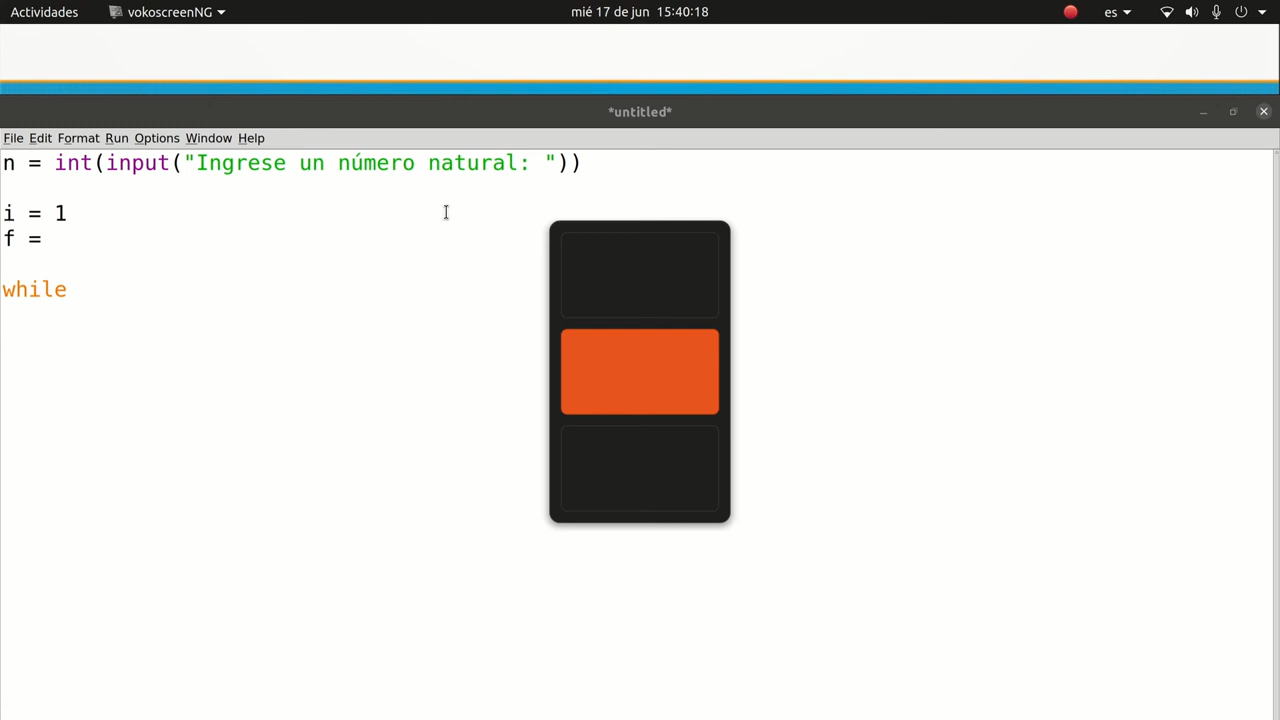 Actividades vokoscreenNG mié 17 de jun 15:40:18 es
*untitled*
File Edit Format Run Options Window Help
n = int(input("Ingrese un número natural: "))
i = 1
f =
while